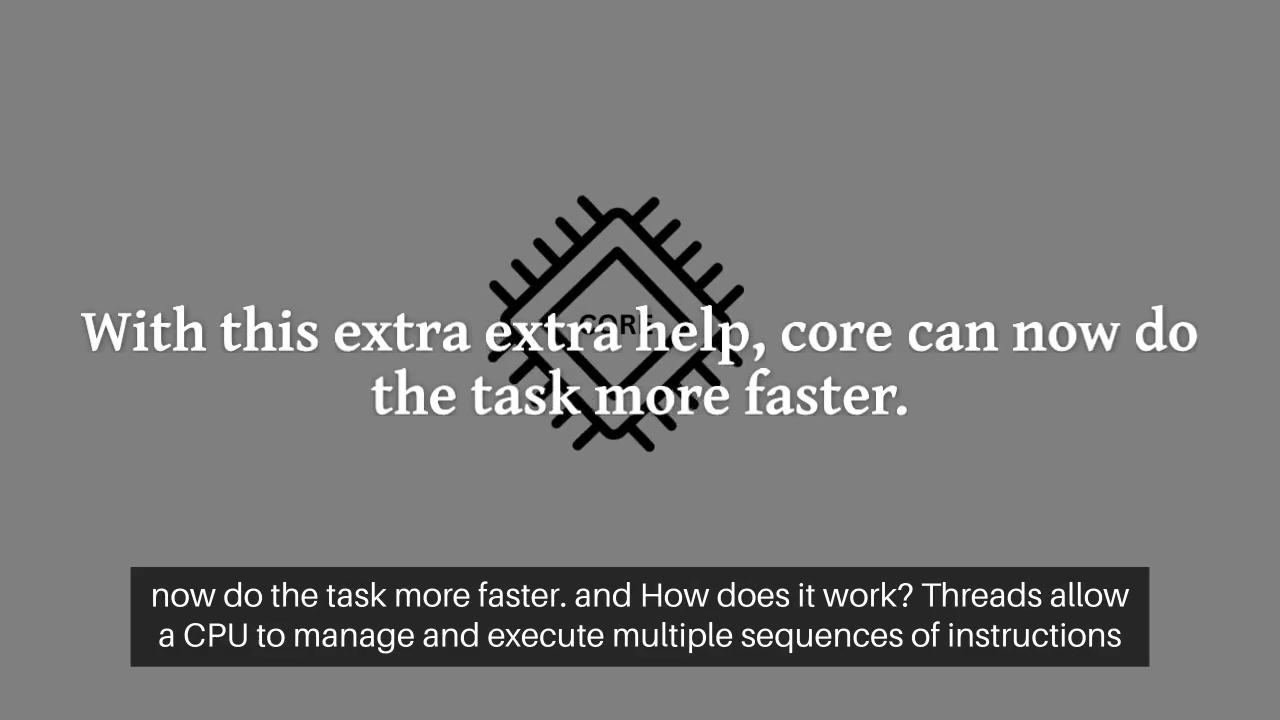 CORE
With this extra extra help, core can now do
the task more faster.
now do the task more faster. and How does it work? Threads allow
a CPU to manage and execute multiple sequences of instructions